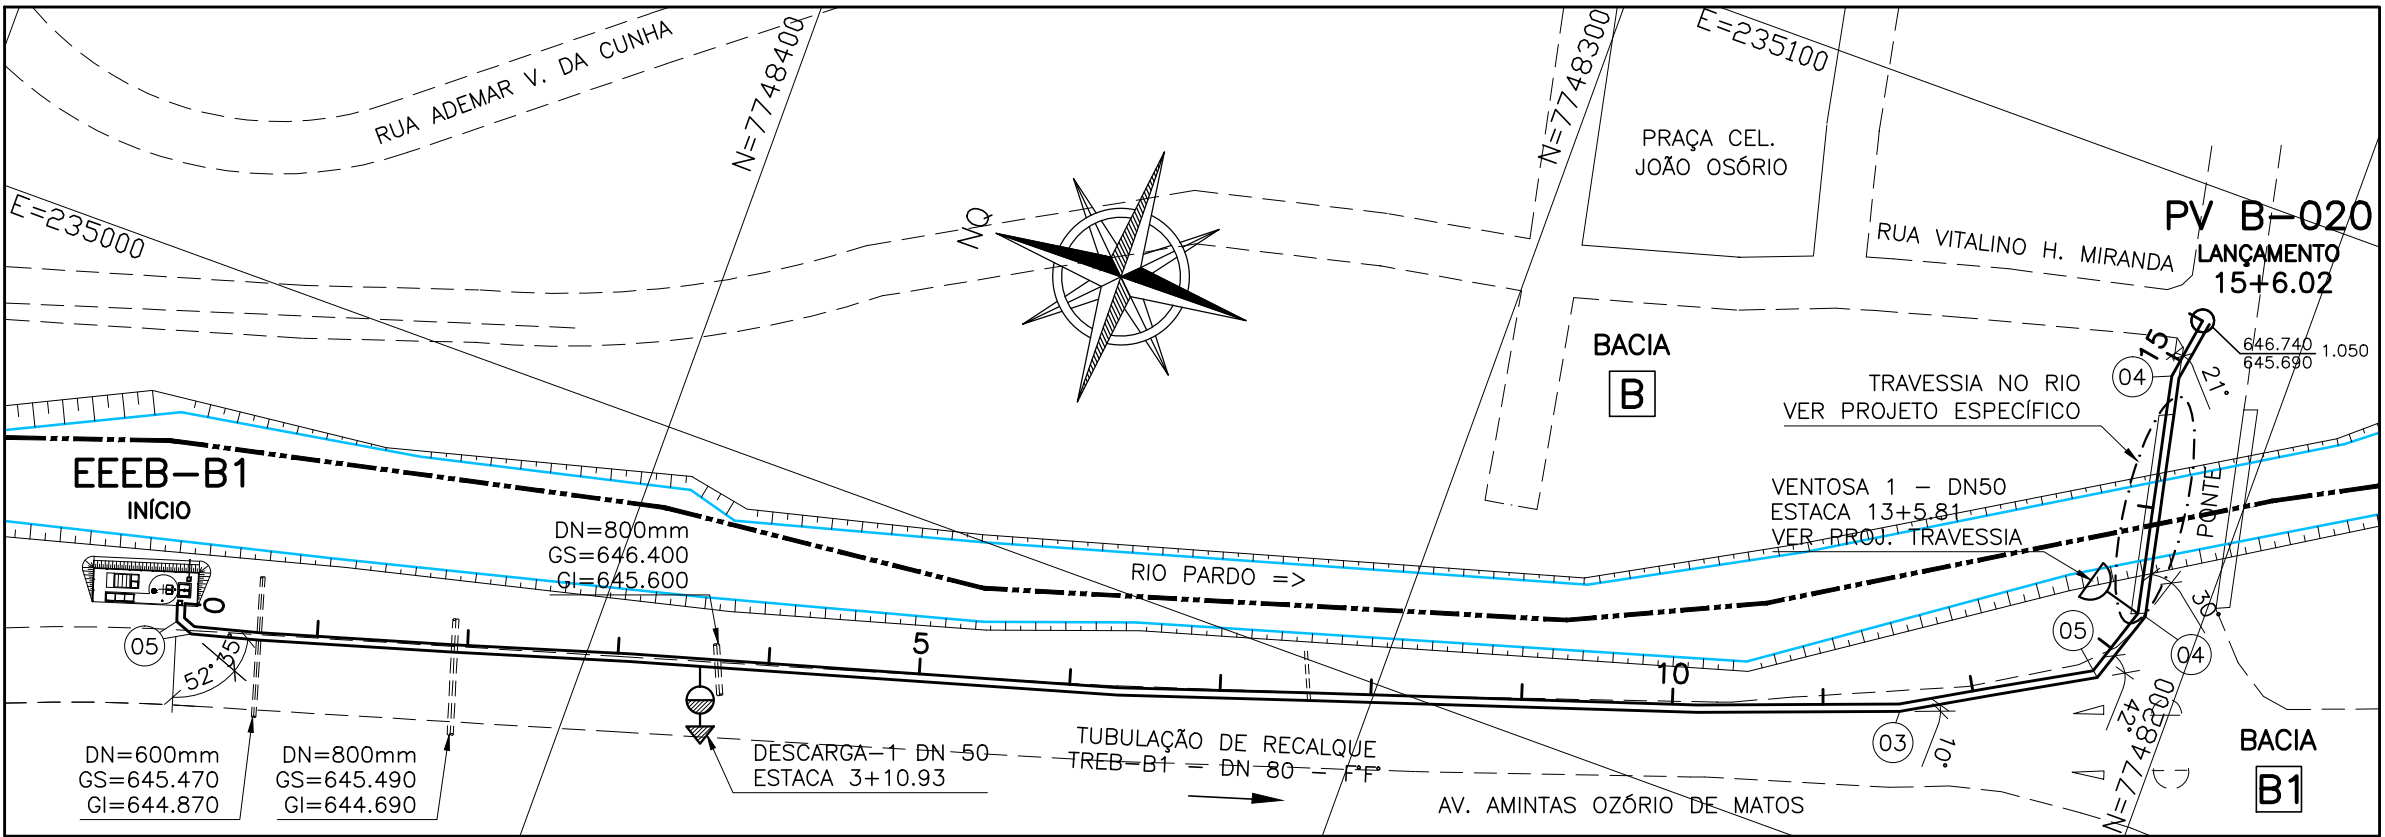 RUA ADEMAR V. DA CUNHA
N=7748400
N=7748300
E=235100
PRAÇA CEL.
JOÃO OSÓRIO
E=235000
NQ
RUA VITALINO H. MIRANDA
PV B-020
LANÇAMENTO
15+6.02
BACIA
B
15
646.740
645.690
1.050
04
21°
TRAVESSIA NO RIO
VER PROJETO ESPECÍFICO
EEEB-B1
INÍCIO
VENTOSA 1 - DN50
ESTACA 13+5.81
VER PROJ. TRAVESSIA
PONTE
DN=800mm
GS=646.400
GI=645.600
RIO PARDO =>
0
05
52°
35°
5
10
30°
05
04
42°
03
10°
DN=600mm
GS=645.470
GI=644.870
DN=800mm
GS=645.490
GI=644.690
DESCARGA-1 DN 50
ESTACA 3+10.93
TUBULAÇÃO DE RECALQUE
TREB-B1 - DN 80 - F°F°
AV. AMINTAS OZÓRIO DE MATOS
N=7748200
BACIA
B1